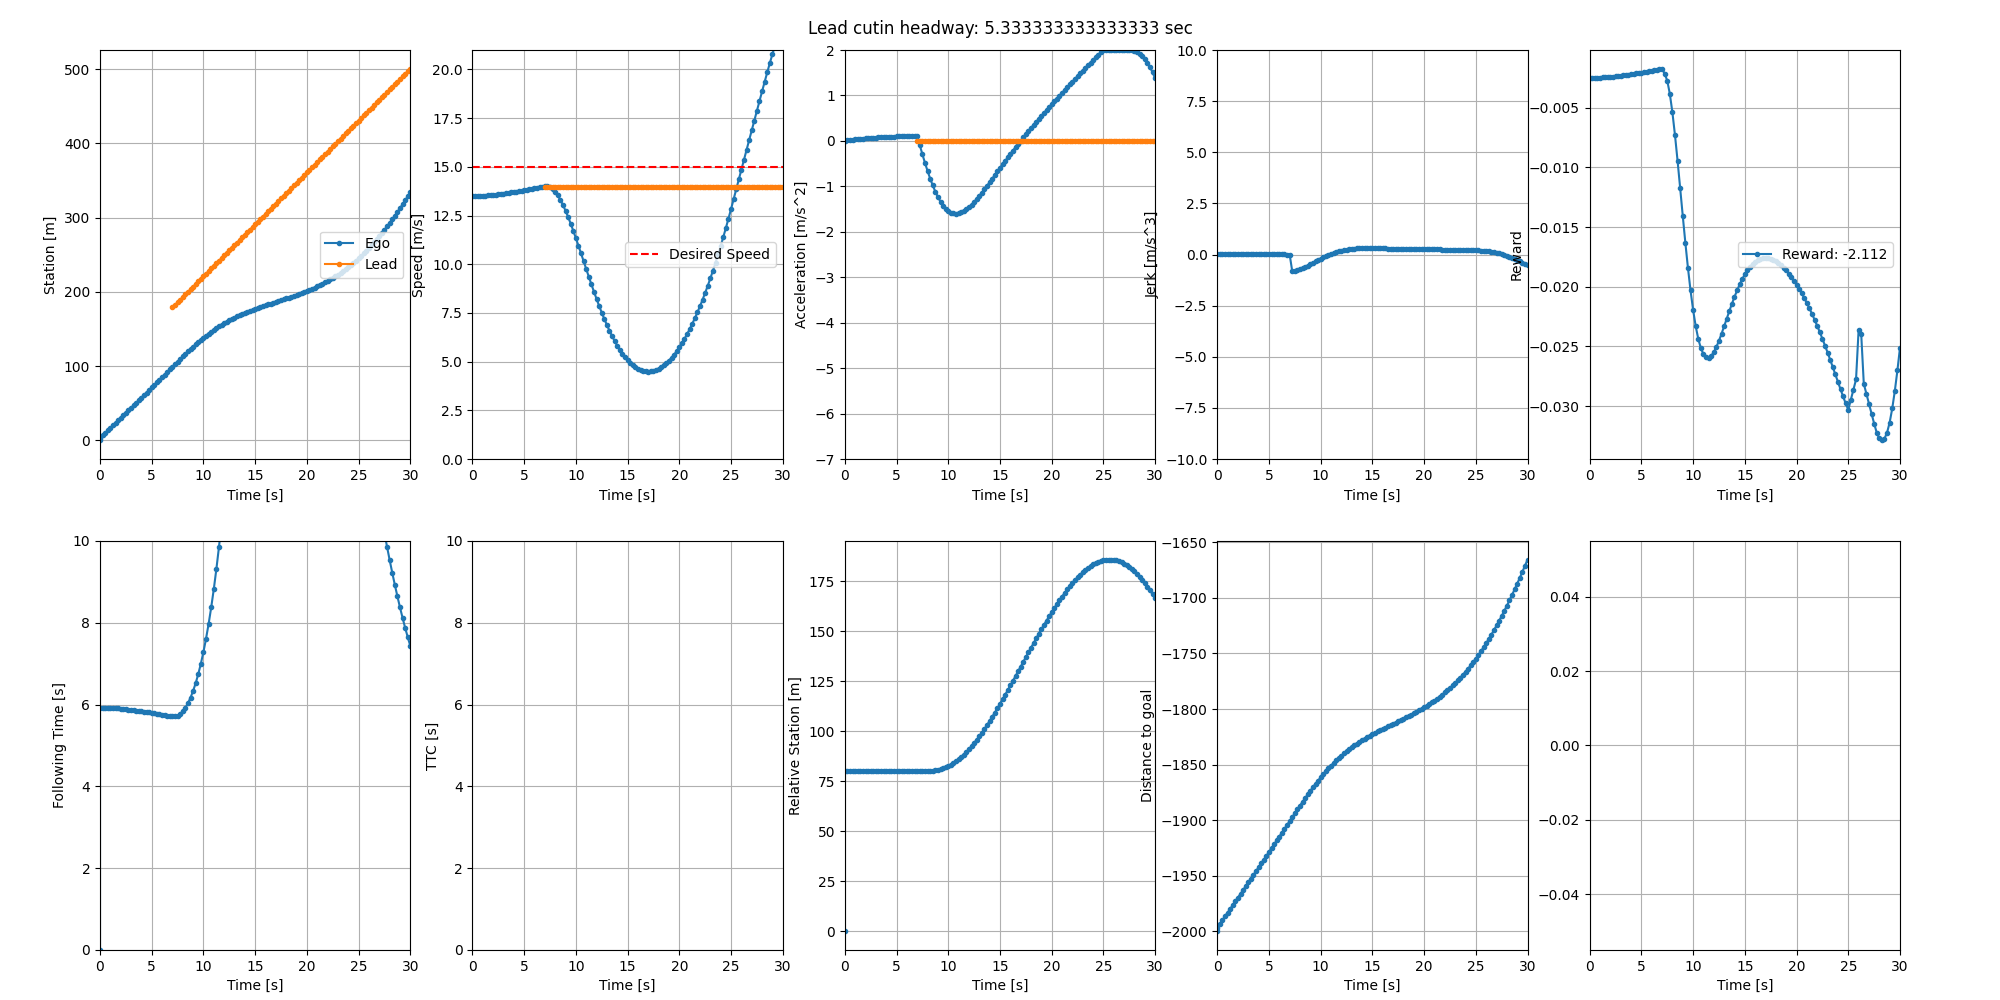 Lead cutin headway: 5.333333333333333 sec
Station [m]
500
400
300
200
100
0
0 5 10 15 20 25 30
Time [s]
Ego
Lead
Speed [m/s]
20.0
17.5
15.0
12.5
10.0
7.5
5.0
2.5
0.0
0 5 10 15 20 25 30
Time [s]
Desired Speed
Acceleration [m/s^2]
2
1
0
−1
−2
−3
−4
−5
−6
−7
0 5 10 15 20 25 30
Time [s]
Jerk [m/s^3]
10.0
7.5
5.0
2.5
0.0
−2.5
−5.0
−7.5
−10.0
0 5 10 15 20 25 30
Time [s]
Reward
−0.005
−0.010
−0.015
−0.020
−0.025
−0.030
0 5 10 15 20 25 30
Time [s]
Reward: -2.112
Following Time [s]
10
8
6
4
2
0
0 5 10 15 20 25 30
Time [s]
TTC [s]
10
8
6
4
2
0
0 5 10 15 20 25 30
Time [s]
Relative Station [m]
175
150
125
100
75
50
25
0
0 5 10 15 20 25 30
Time [s]
Distance to goal
−1650
−1700
−1750
−1800
−1850
−1900
−1950
−2000
0 5 10 15 20 25 30
Time [s]
0.04
0.02
0.00
−0.02
−0.04
0 5 10 15 20 25 30
Time [s]